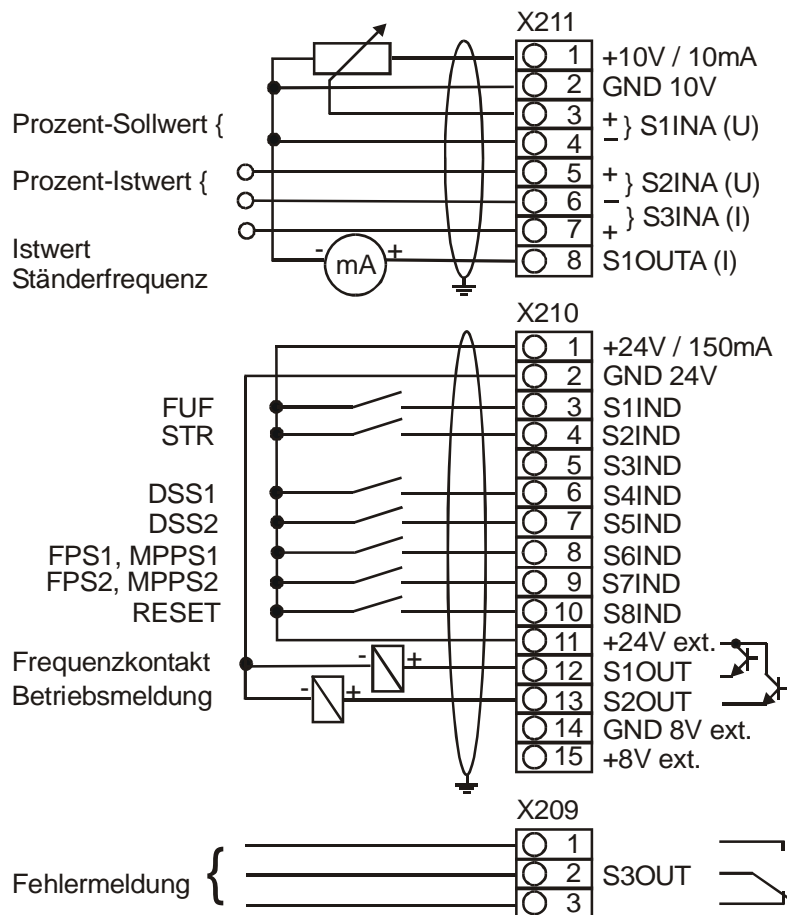 X211
1 +10V / 10mA
2 GND 10V
Prozent-Sollwert { 3 + } S1INA (U)
4 −
Prozent-Istwert { 5 + } S2INA (U)
6 − } S3INA (I)
7 +
Istwert
Ständerfrequenz - mA + 8 S1OUTA (I)
X210
1 +24V / 150mA
2 GND 24V
FUF 3 S1IND
STR 4 S2IND
5 S3IND
DSS1 6 S4IND
DSS2 7 S5IND
FPS1, MPPS1 8 S6IND
FPS2, MPPS2 9 S7IND
RESET 10 S8IND
11 +24V ext.
Frequenzkontakt - + 12 S1OUT
Betriebsmeldung - + 13 S2OUT
14 GND 8V ext.
15 +8V ext.
X209
1
Fehlermeldung { 2 S3OUT
3